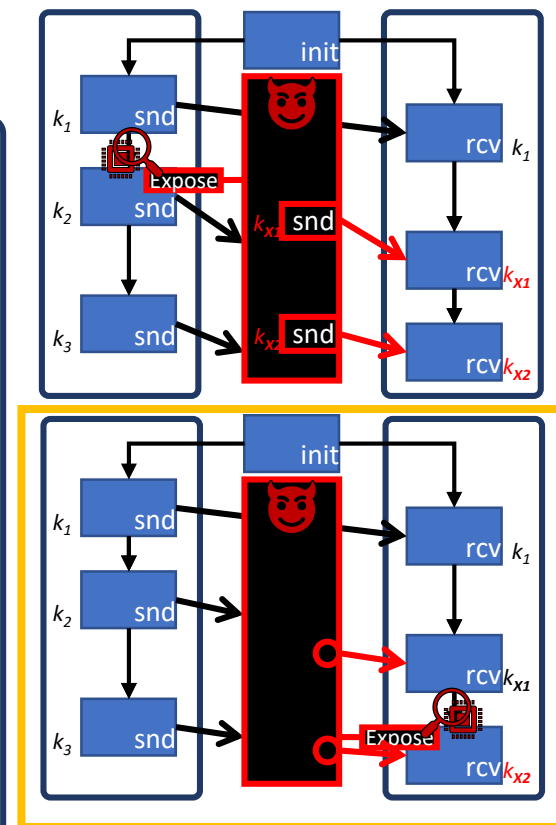 init
k1 snd
rcv k1
Expose
k2 snd
kX1 snd
rcv kX1
k3 snd
kX2 snd
rcv kX2
init
k1 snd
rcv k1
k2 snd
rcv kX1
k3 snd
Expose
rcv kX2